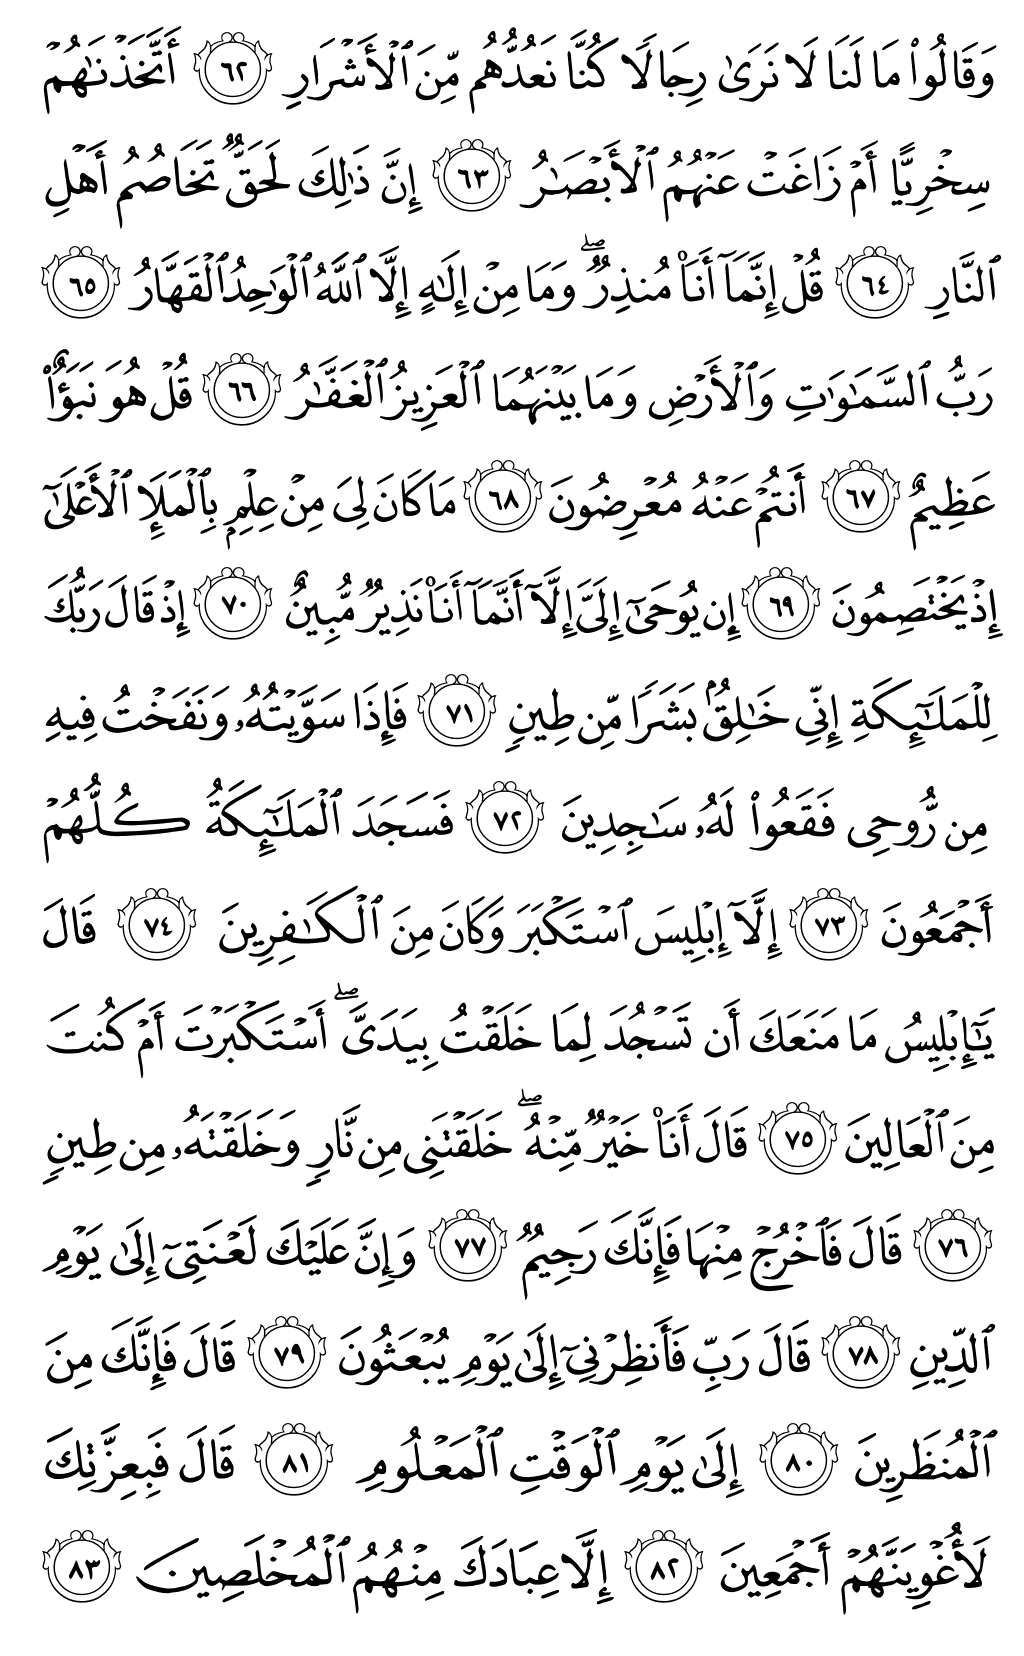 وَقَالُوا۟ مَا لَنَا لَا نَرَىٰ رِجَالًا كُنَّا نَعُدُّهُم مِّنَ ٱلْأَشْرَارِ ٦٢ أَتَّخَذْنَـٰهُمْ
سِخْرِيًّا أَمْ زَاغَتْ عَنْهُمُ ٱلْأَبْصَـٰرُ ٦٣ إِنَّ ذَٰلِكَ لَحَقٌّ تَخَاصُمُ أَهْلِ
ٱلنَّارِ ٦٤ قُلْ إِنَّمَآ أَنَا۠ مُنذِرٌ ۖ وَمَا مِنْ إِلَـٰهٍ إِلَّا ٱللَّهُ ٱلْوَٰحِدُ ٱلْقَهَّارُ ٦٥
رَبُّ ٱلسَّمَـٰوَٰتِ وَٱلْأَرْضِ وَمَا بَيْنَهُمَا ٱلْعَزِيزُ ٱلْغَفَّـٰرُ ٦٦ قُلْ هُوَ نَبَؤٌا۟
عَظِيمٌ ٦٧ أَنتُمْ عَنْهُ مُعْرِضُونَ ٦٨ مَا كَانَ لِىَ مِنْ عِلْمٍۭ بِٱلْمَلَإِ ٱلْأَعْلَىٰٓ
إِذْ يَخْتَصِمُونَ ٦٩ إِن يُوحَىٰٓ إِلَىَّ إِلَّآ أَنَّمَآ أَنَا۠ نَذِيرٌ مُّبِينٌ ٧٠ إِذْ قَالَ رَبُّكَ
لِلْمَلَـٰٓئِكَةِ إِنِّى خَـٰلِقٌۢ بَشَرًا مِّن طِينٍ ٧١ فَإِذَا سَوَّيْتُهُۥ وَنَفَخْتُ فِيهِ
مِن رُّوحِى فَقَعُوا۟ لَهُۥ سَـٰجِدِينَ ٧٢ فَسَجَدَ ٱلْمَلَـٰٓئِكَةُ كُلُّهُمْ
أَجْمَعُونَ ٧٣ إِلَّآ إِبْلِيسَ ٱسْتَكْبَرَ وَكَانَ مِنَ ٱلْكَـٰفِرِينَ ٧٤ قَالَ
يَـٰٓإِبْلِيسُ مَا مَنَعَكَ أَن تَسْجُدَ لِمَا خَلَقْتُ بِيَدَىَّ ۖ أَسْتَكْبَرْتَ أَمْ كُنتَ
مِنَ ٱلْعَالِينَ ٧٥ قَالَ أَنَا۠ خَيْرٌ مِّنْهُ ۖ خَلَقْتَنِى مِن نَّارٍ وَخَلَقْتَهُۥ مِن طِينٍ
٧٦ قَالَ فَٱخْرُجْ مِنْهَا فَإِنَّكَ رَجِيمٌ ٧٧ وَإِنَّ عَلَيْكَ لَعْنَتِىٓ إِلَىٰ يَوْمِ
ٱلدِّينِ ٧٨ قَالَ رَبِّ فَأَنظِرْنِىٓ إِلَىٰ يَوْمِ يُبْعَثُونَ ٧٩ قَالَ فَإِنَّكَ مِنَ
ٱلْمُنظَرِينَ ٨٠ إِلَىٰ يَوْمِ ٱلْوَقْتِ ٱلْمَعْلُومِ ٨١ قَالَ فَبِعِزَّتِكَ
لَأُغْوِيَنَّهُمْ أَجْمَعِينَ ٨٢ إِلَّا عِبَادَكَ مِنْهُمُ ٱلْمُخْلَصِينَ ٨٣